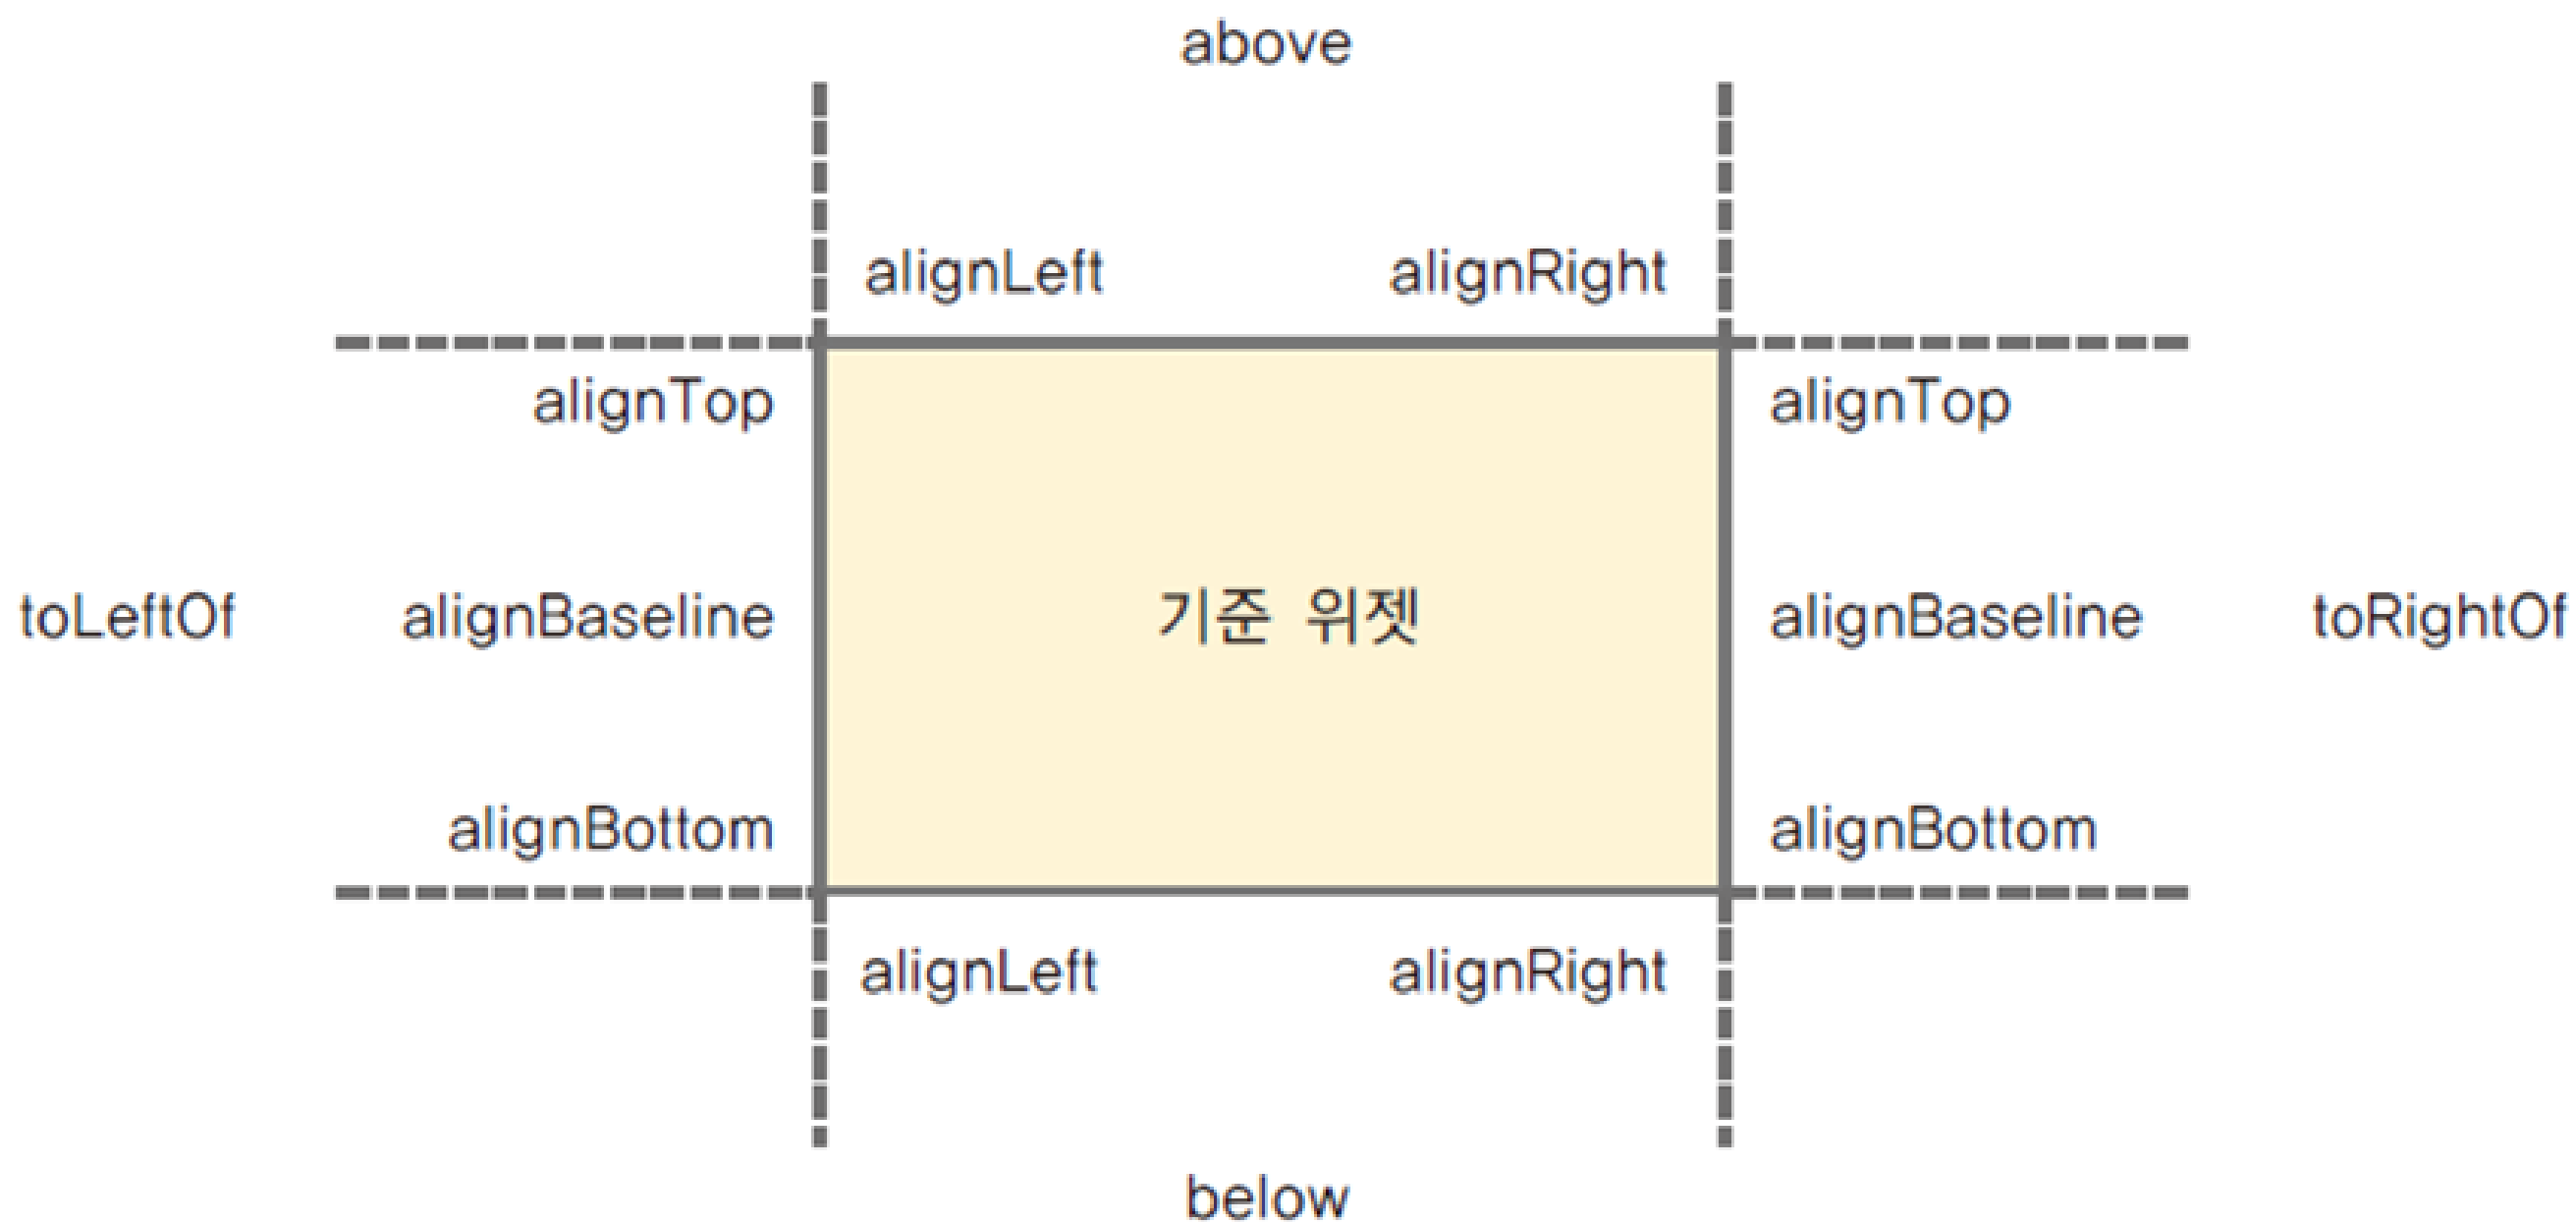 above
alignLeft alignRight
alignTop alignTop
toLeftOf alignBaseline 기준 위젯 alignBaseline toRightOf
alignBottom alignBottom
alignLeft alignRight
below